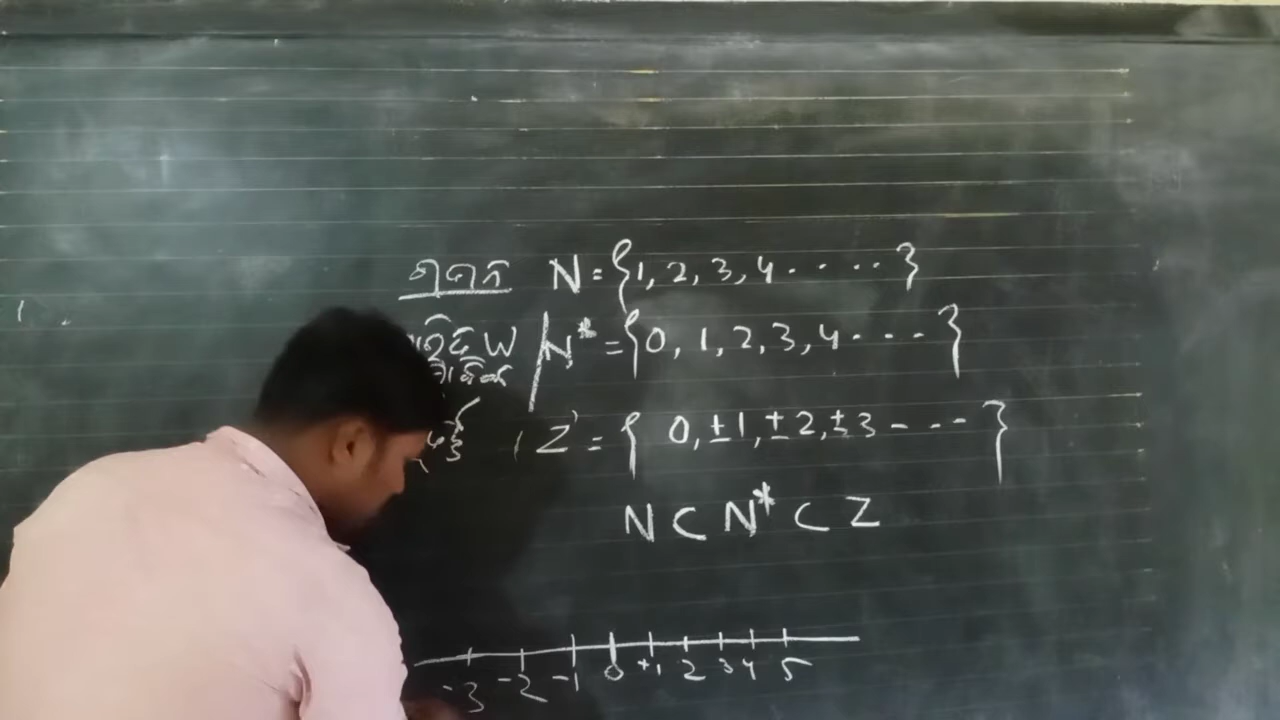 ଗଣନ N = {1, 2, 3, 4 . . . . . }
W N* = {0, 1, 2, 3, 4 . . . . }
Z = { 0, ±1, ±2, ±3 - - - }
N ⊂ N* ⊂ Z
-3 -2 -1 0 +1 2 3 4 5